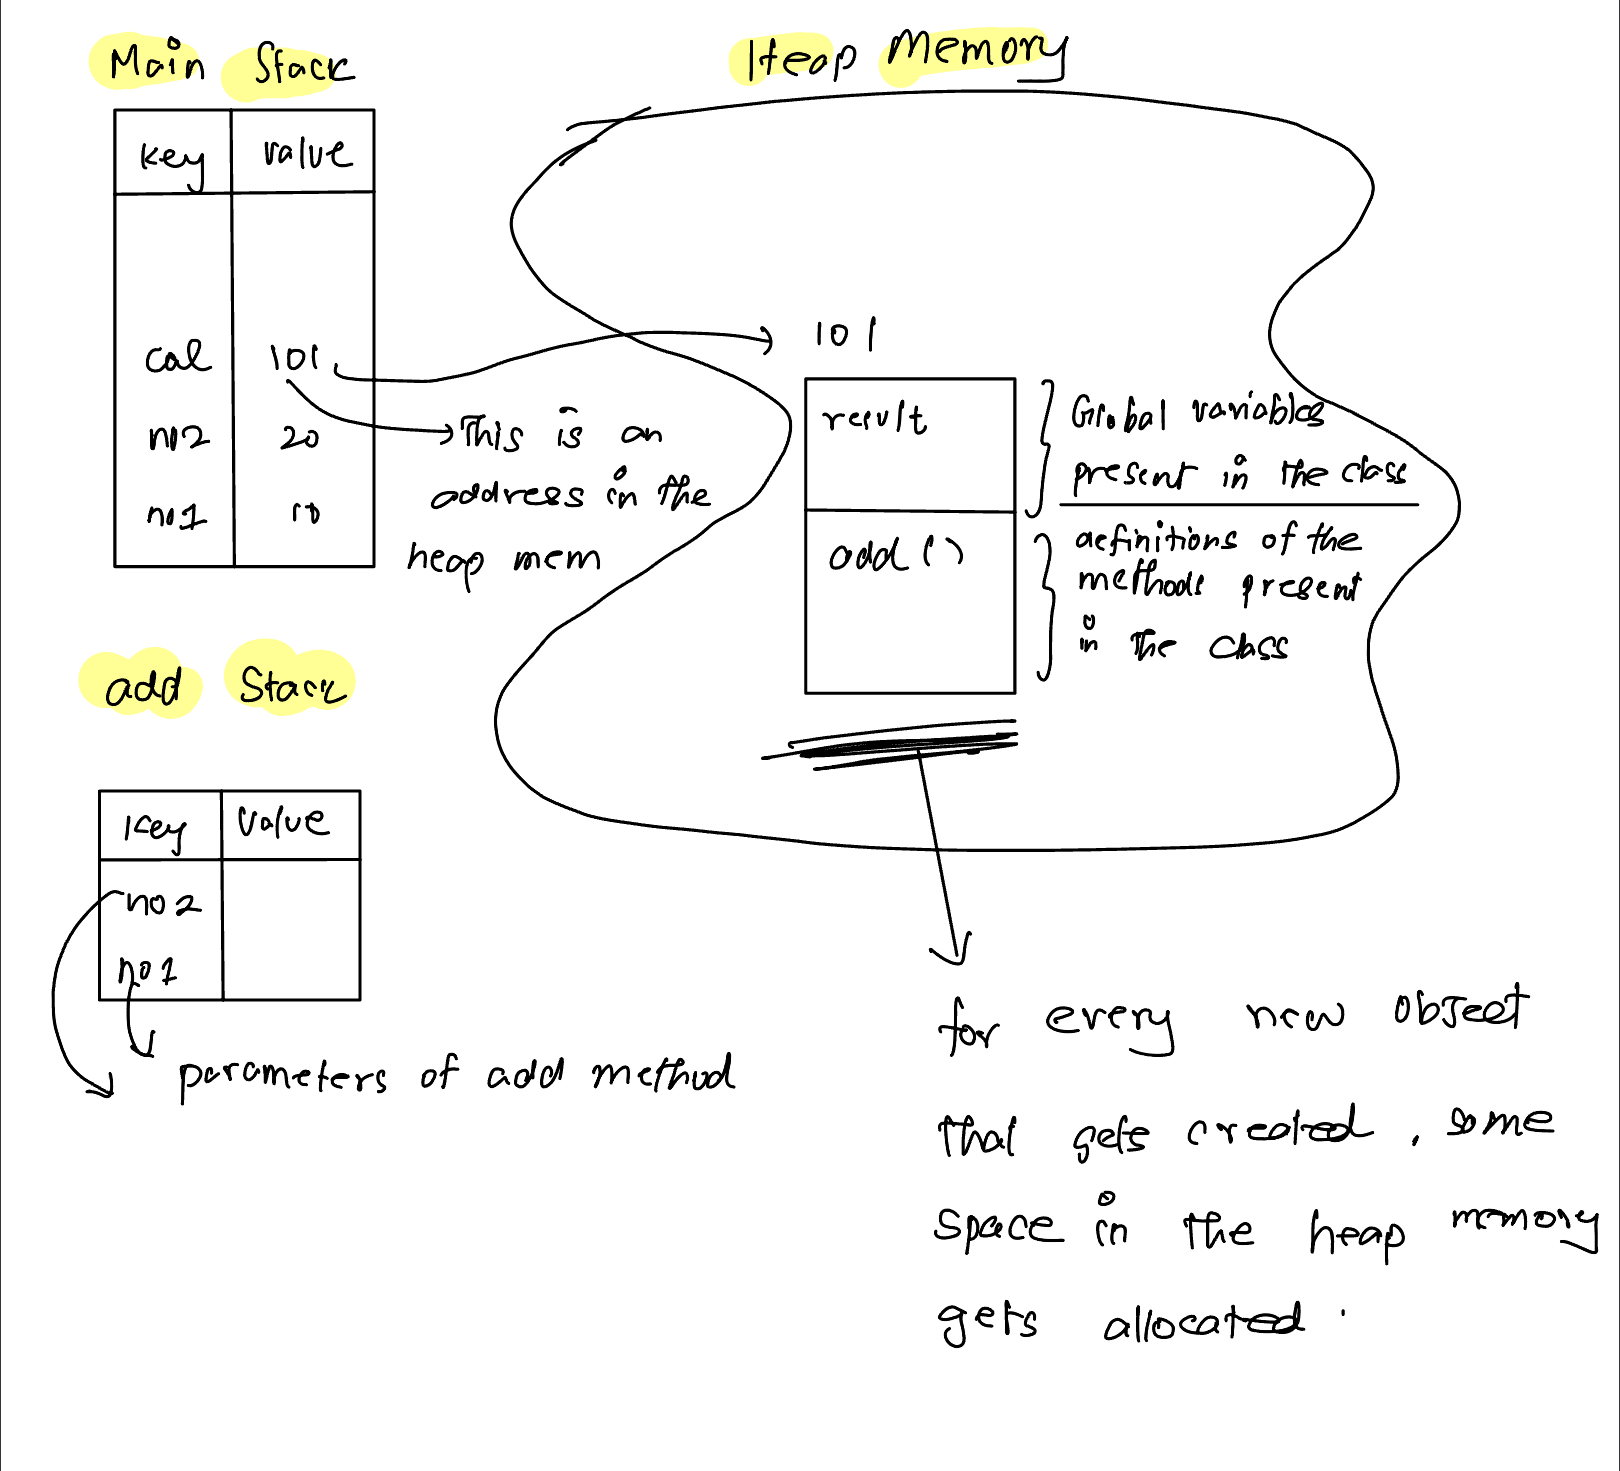 Main Stack
key value
cal 101
no2 20
no1 10
This is an
address in the
heap mem
add Stack
Key Value
no2
no1
parameters of add method
Heap Memory
101
result
Global variables
present in the class
add()
definitions of the
methods present
in the class
for every new object
that gets created, some
space in the heap memory
gets allocated.